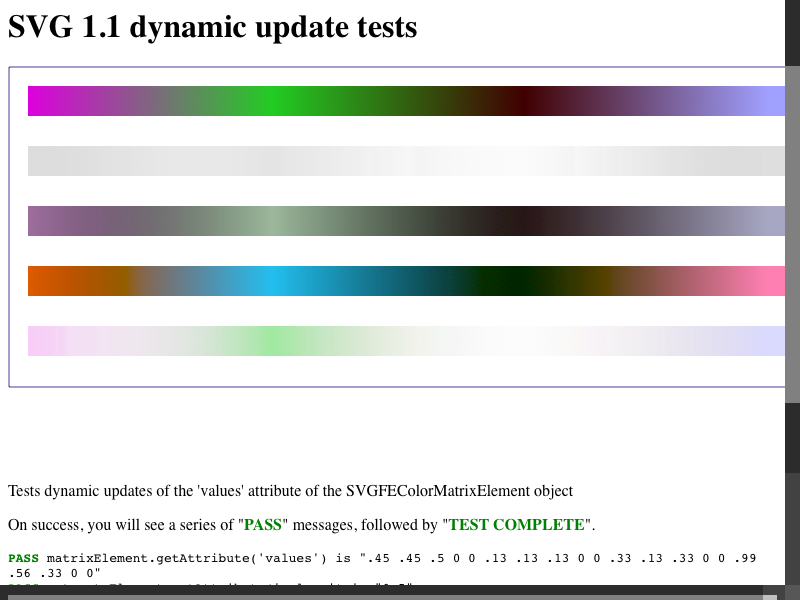 SVG 1.1 dynamic update tests
Tests dynamic updates of the 'values' attribute of the SVGFEColorMatrixElement object
On success, you will see a series of "PASS" messages, followed by "TEST COMPLETE".
PASS matrixElement.getAttribute('values') is ".45 .45 .5 0 0 .13 .13 .13 0 0 .33 .13 .33 0 0 .99
.56 .33 0 0"